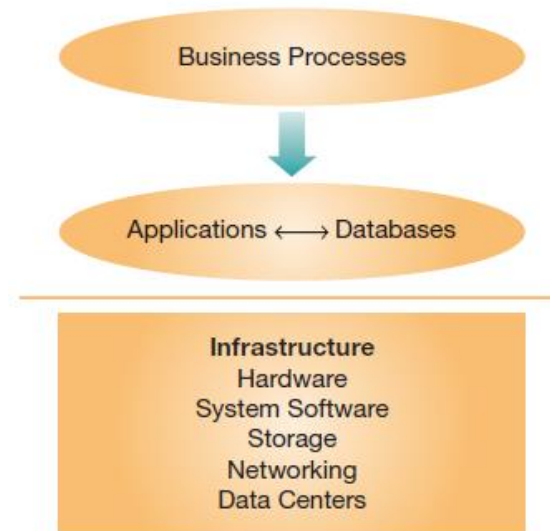 Business Processes
Applications ⟷ Databases
Infrastructure
Hardware
System Software
Storage
Networking
Data Centers